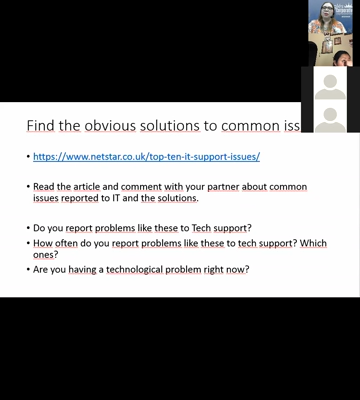 Find the obvious solutions to common iss
• https://www.netstar.co.uk/top-ten-it-support-issues/
• Read the article and comment with your partner about common
issues reported to IT and the solutions.
• Do you report problems like these to Tech support?
• How often do you report problems like these to tech support? Which
ones?
• Are you having a technological problem right now?